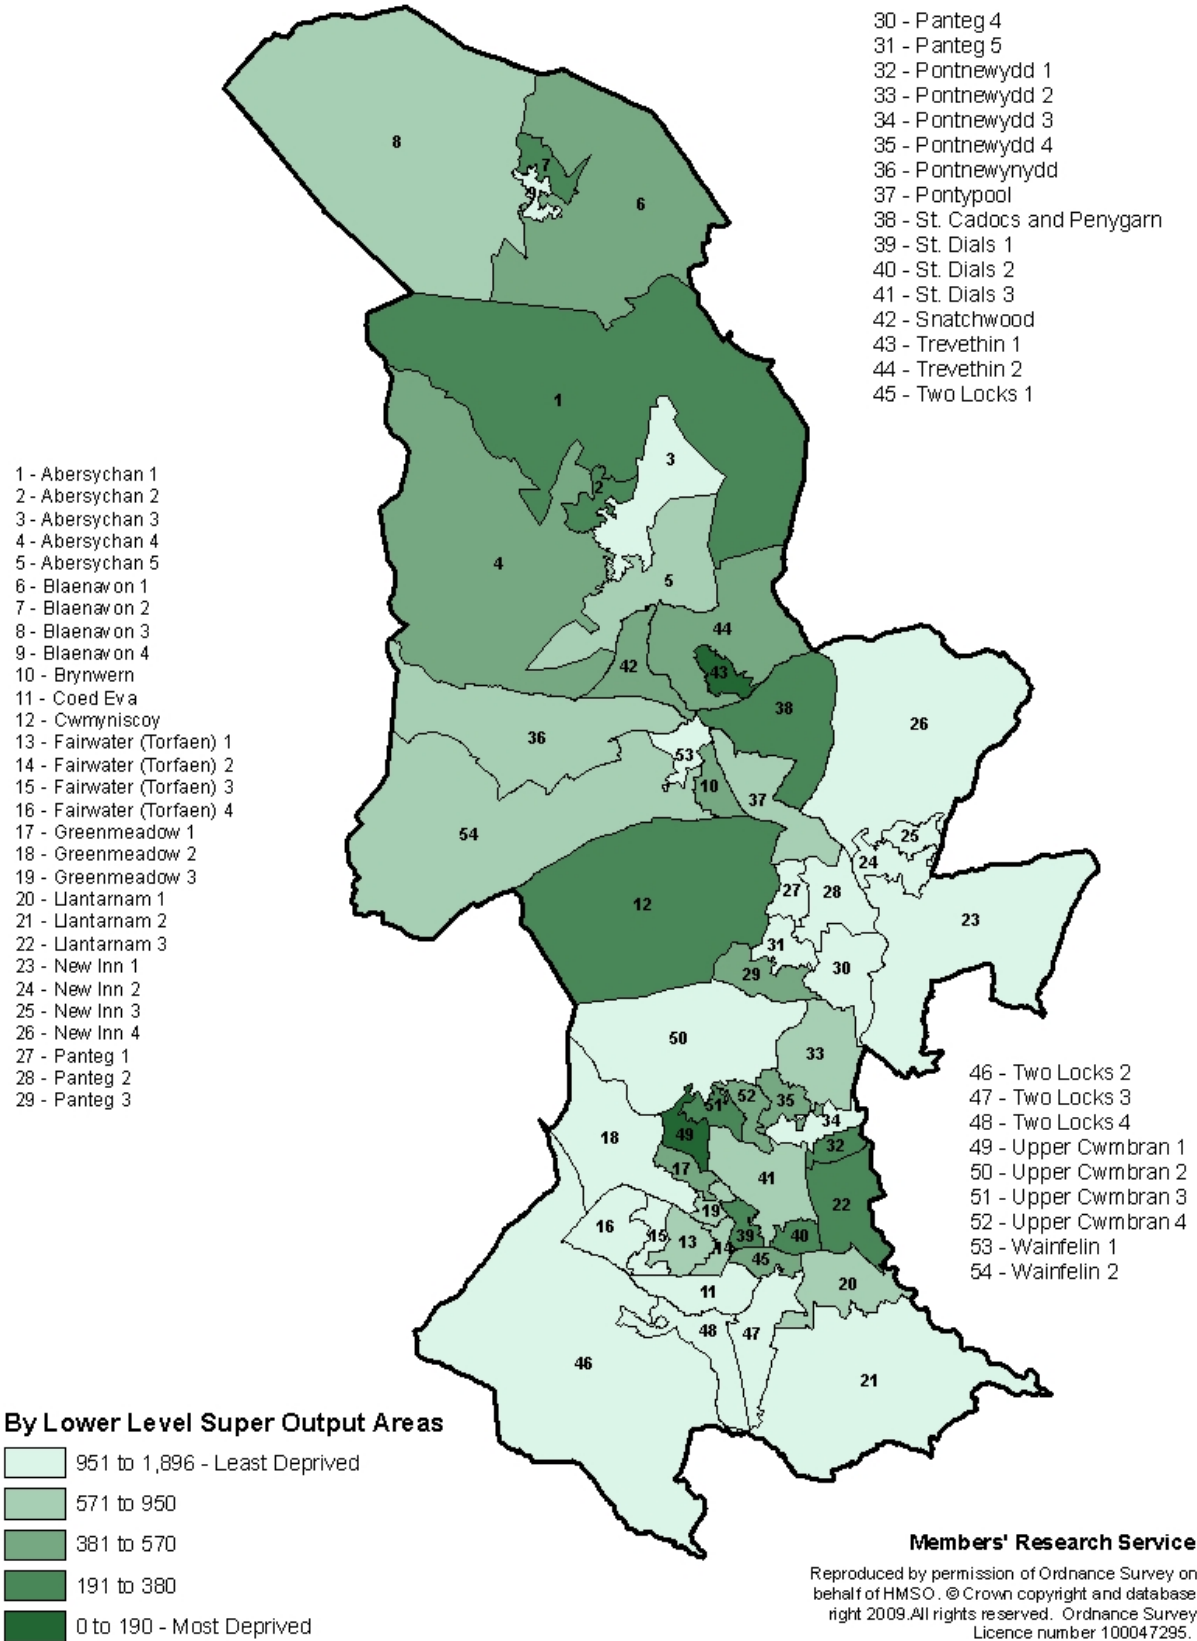 30 - Panteg 4
31 - Panteg 5
32 - Pontnewydd 1
33 - Pontnewydd 2
34 - Pontnewydd 3
35 - Pontnewydd 4
36 - Pontnewynydd
37 - Pontypool
38 - St. Cadocs and Penygarn
39 - St. Dials 1
40 - St. Dials 2
41 - St. Dials 3
42 - Snatchwood
43 - Trevethin 1
44 - Trevethin 2
45 - Two Locks 1
1 - Abersychan 1
2 - Abersychan 2
3 - Abersychan 3
4 - Abersychan 4
5 - Abersychan 5
6 - Blaenavon 1
7 - Blaenavon 2
8 - Blaenavon 3
9 - Blaenavon 4
10 - Brynwern
11 - Coed Eva
12 - Cwmyniscoy
13 - Fairwater (Torfaen) 1
14 - Fairwater (Torfaen) 2
15 - Fairwater (Torfaen) 3
16 - Fairwater (Torfaen) 4
17 - Greenmeadow 1
18 - Greenmeadow 2
19 - Greenmeadow 3
20 - Llantarnam 1
21 - Llantarnam 2
22 - Llantarnam 3
23 - New Inn 1
24 - New Inn 2
25 - New Inn 3
26 - New Inn 4
27 - Panteg 1
28 - Panteg 2
29 - Panteg 3
8
7
9
6
1
3
2
4
5
44
42
43
38
26
36
53
10
37
54
25
24
12
27
28
23
31
29
30
50
33
51
52
35
34
49
32
18
17
41
22
19
16
15
13
14
39
40
45
11
20
48
47
46
21
46 - Two Locks 2
47 - Two Locks 3
48 - Two Locks 4
49 - Upper Cwmbran 1
50 - Upper Cwmbran 2
51 - Upper Cwmbran 3
52 - Upper Cwmbran 4
53 - Wainfelin 1
54 - Wainfelin 2
By Lower Level Super Output Areas
951 to 1,896 - Least Deprived
571 to 950
381 to 570
191 to 380
0 to 190 - Most Deprived
Members' Research Service
Reproduced by permission of Ordnance Survey on
behalf of HMSO. © Crown copyright and database
right 2009.All rights reserved. Ordnance Survey
Licence number 100047295.